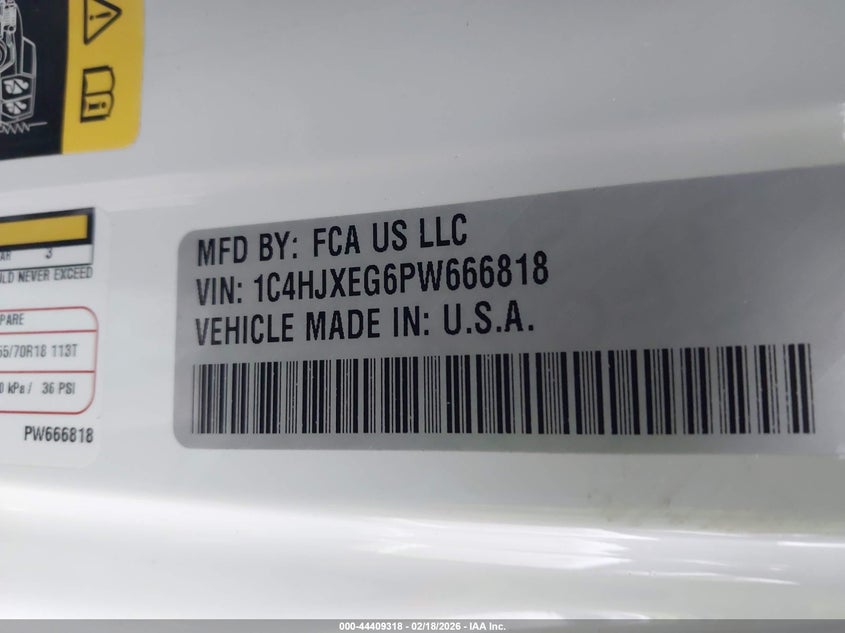 MFD BY: FCA US LLC
VIN: 1C4HJXEG6PW666818
VEHICLE MADE IN: U.S.A.
3
NEVER EXCEED
55/70R18 113T
kPa / 36 PSI
PW666818
000-44409318 - 02/18/2026 - IAA Inc.